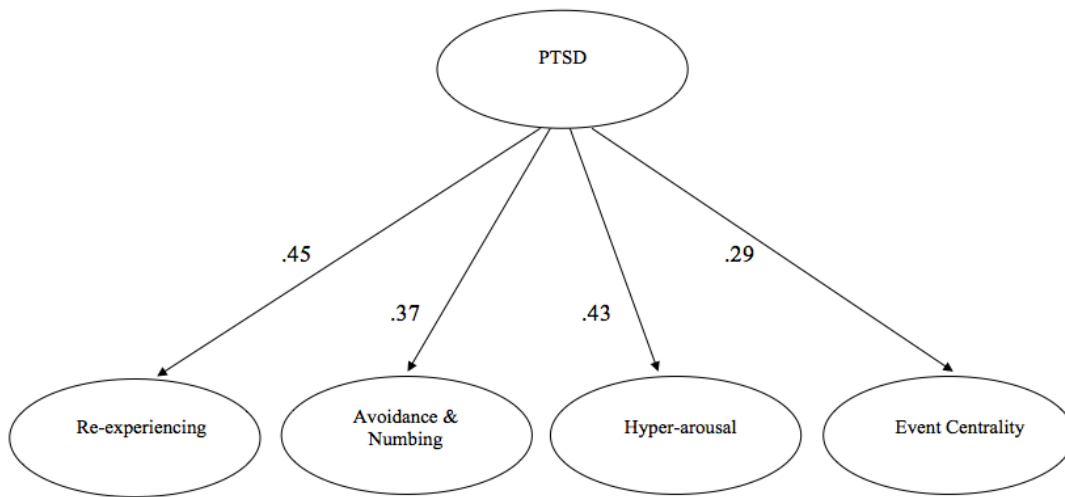 PTSD
.45
.29
.37
.43
Re-experiencing
Avoidance &
Numbing
Hyper-arousal
Event Centrality